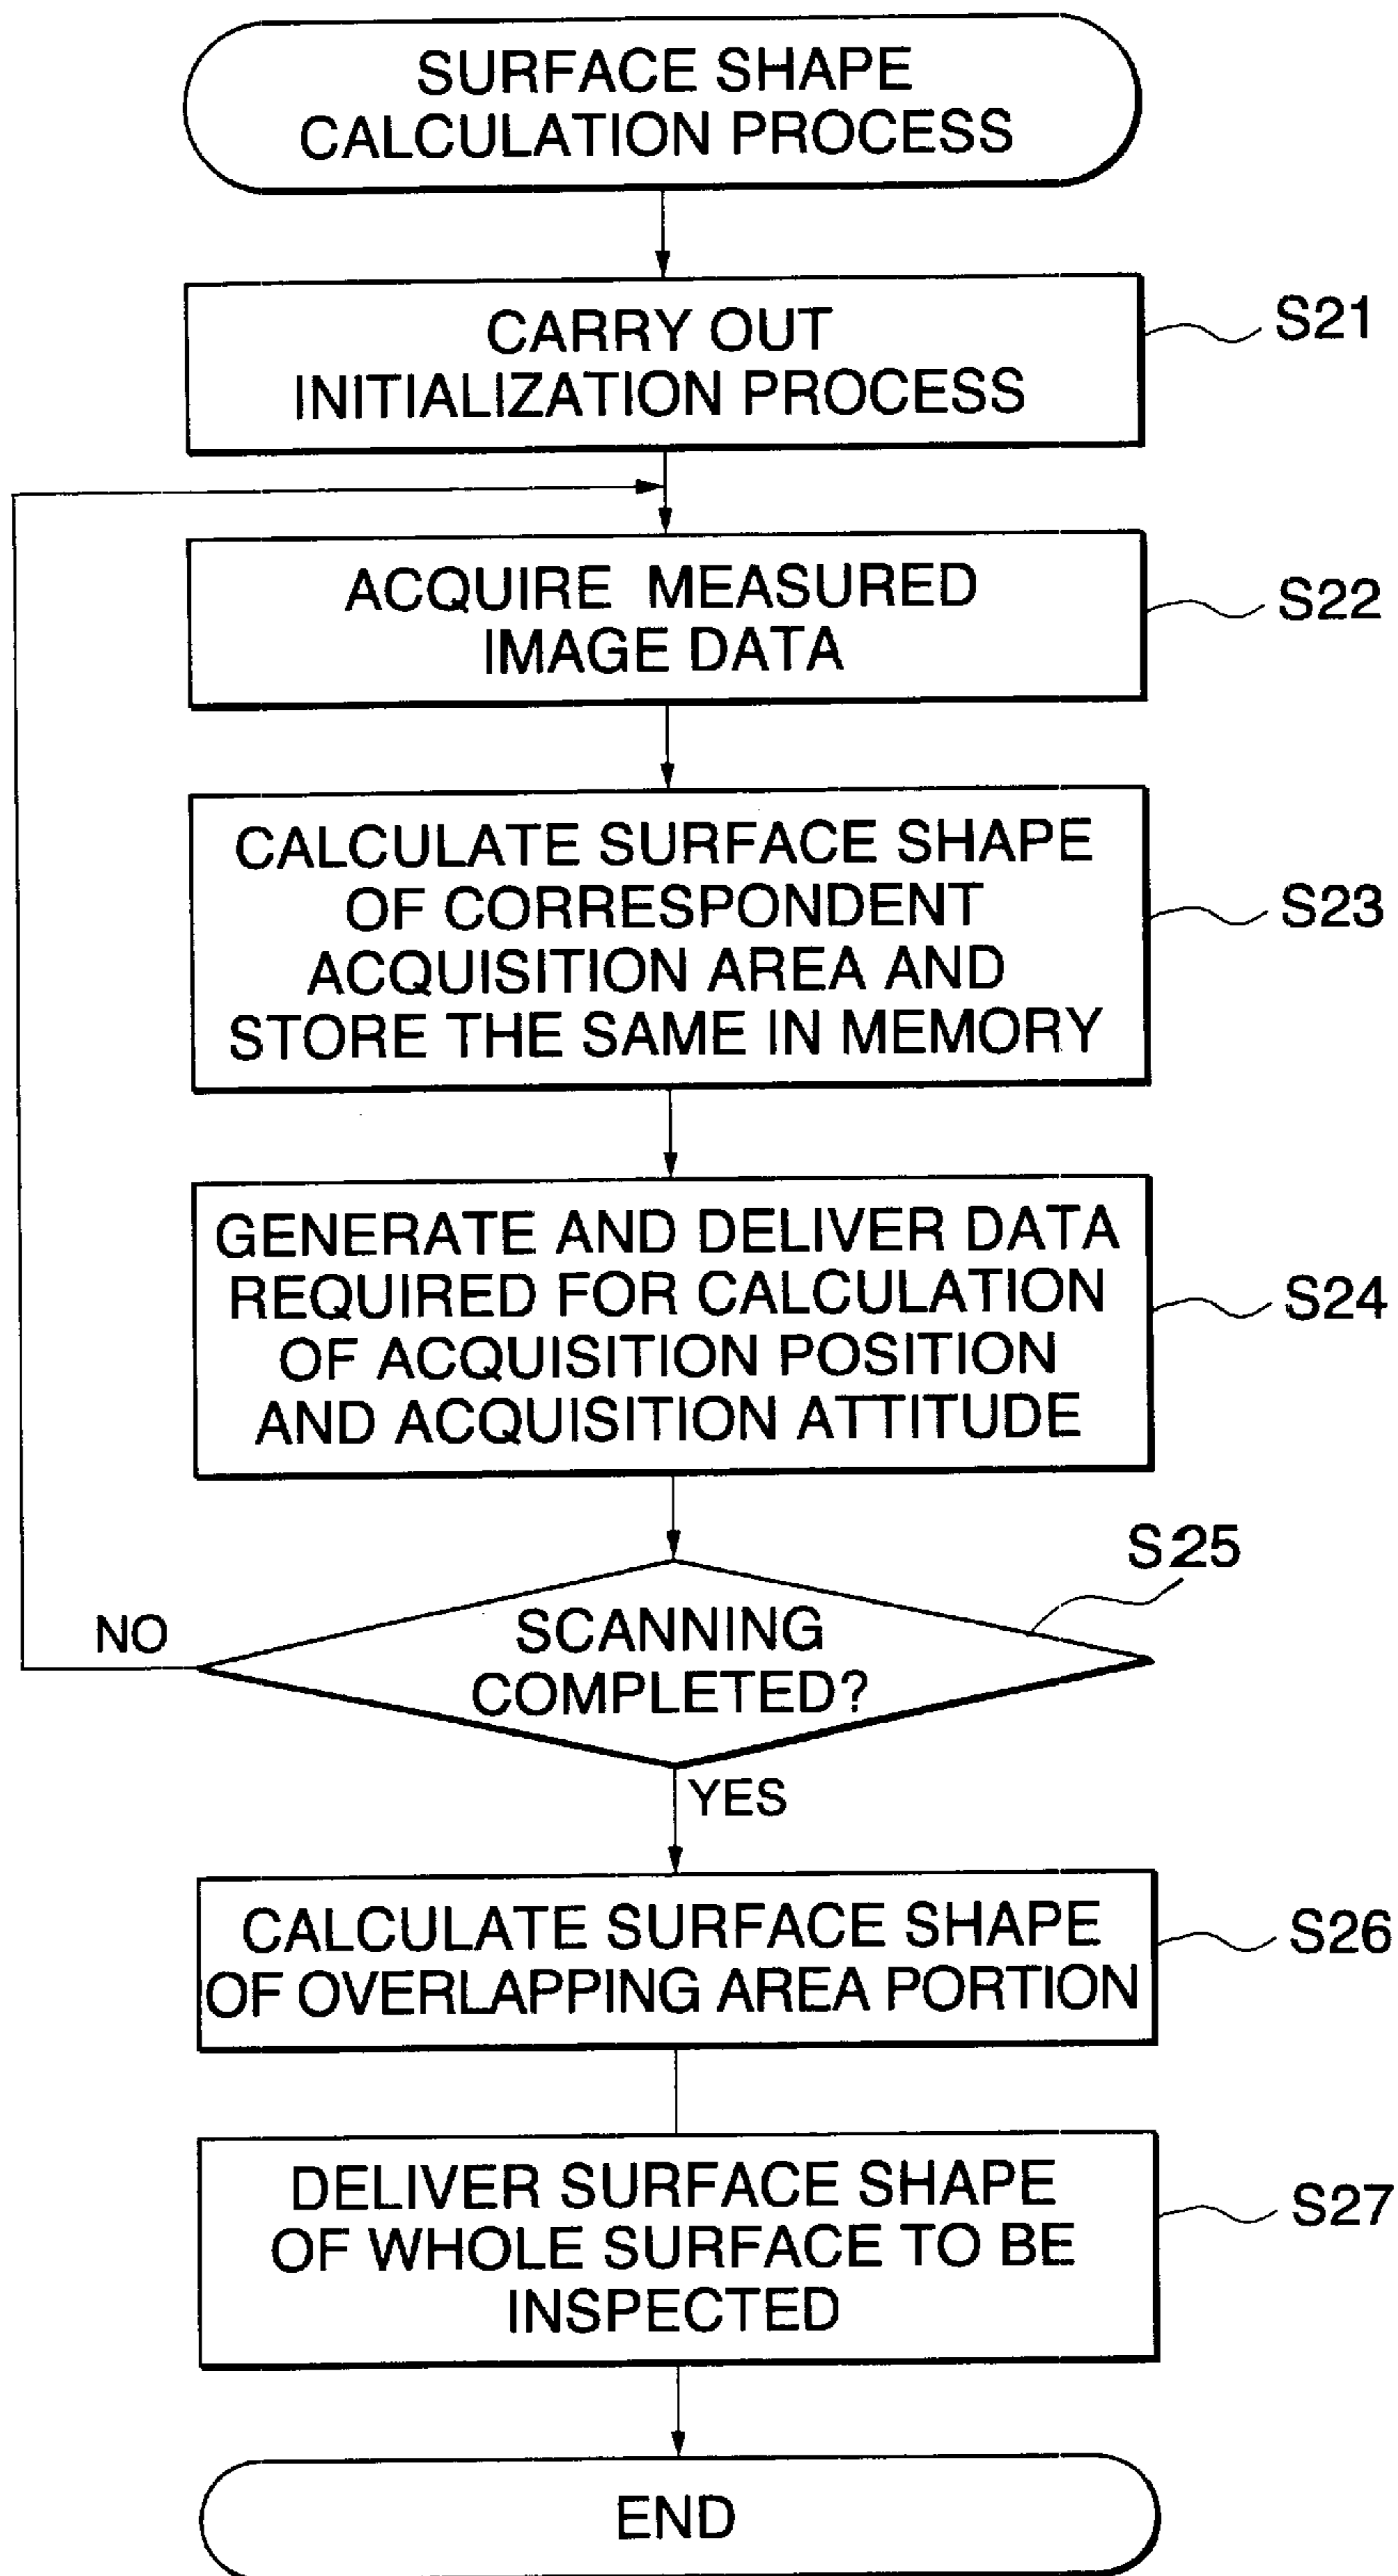 SURFACE SHAPE
CALCULATION PROCESS
CARRY OUT
INITIALIZATION PROCESS
S21
ACQUIRE MEASURED
IMAGE DATA
S22
CALCULATE SURFACE SHAPE
OF CORRESPONDENT
ACQUISITION AREA AND
STORE THE SAME IN MEMORY
S23
GENERATE AND DELIVER DATA
REQUIRED FOR CALCULATION
OF ACQUISITION POSITION
AND ACQUISITION ATTITUDE
S24
S25
NO
SCANNING
COMPLETED?
YES
CALCULATE SURFACE SHAPE
OF OVERLAPPING AREA PORTION
S26
DELIVER SURFACE SHAPE
OF WHOLE SURFACE TO BE
INSPECTED
S27
END